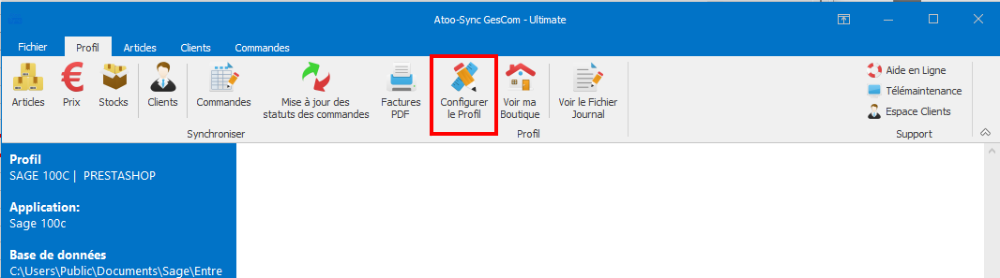 Atoo-Sync GesCom - Ultimate
Fichier Profil Articles Clients Commandes
Articles
Prix
Stocks
Clients
Commandes
Mise à jour des
statuts des commandes
Factures
PDF
Synchroniser
Configurer
le Profil
Voir ma
Boutique
Voir le Fichier
Journal
Profil
Aide en Ligne
Télémaintenance
Espace Clients
Support
Profil
SAGE 100C | PRESTASHOP
Application:
Sage 100c
Base de données
C:\Users\Public\Documents\Sage\Entre